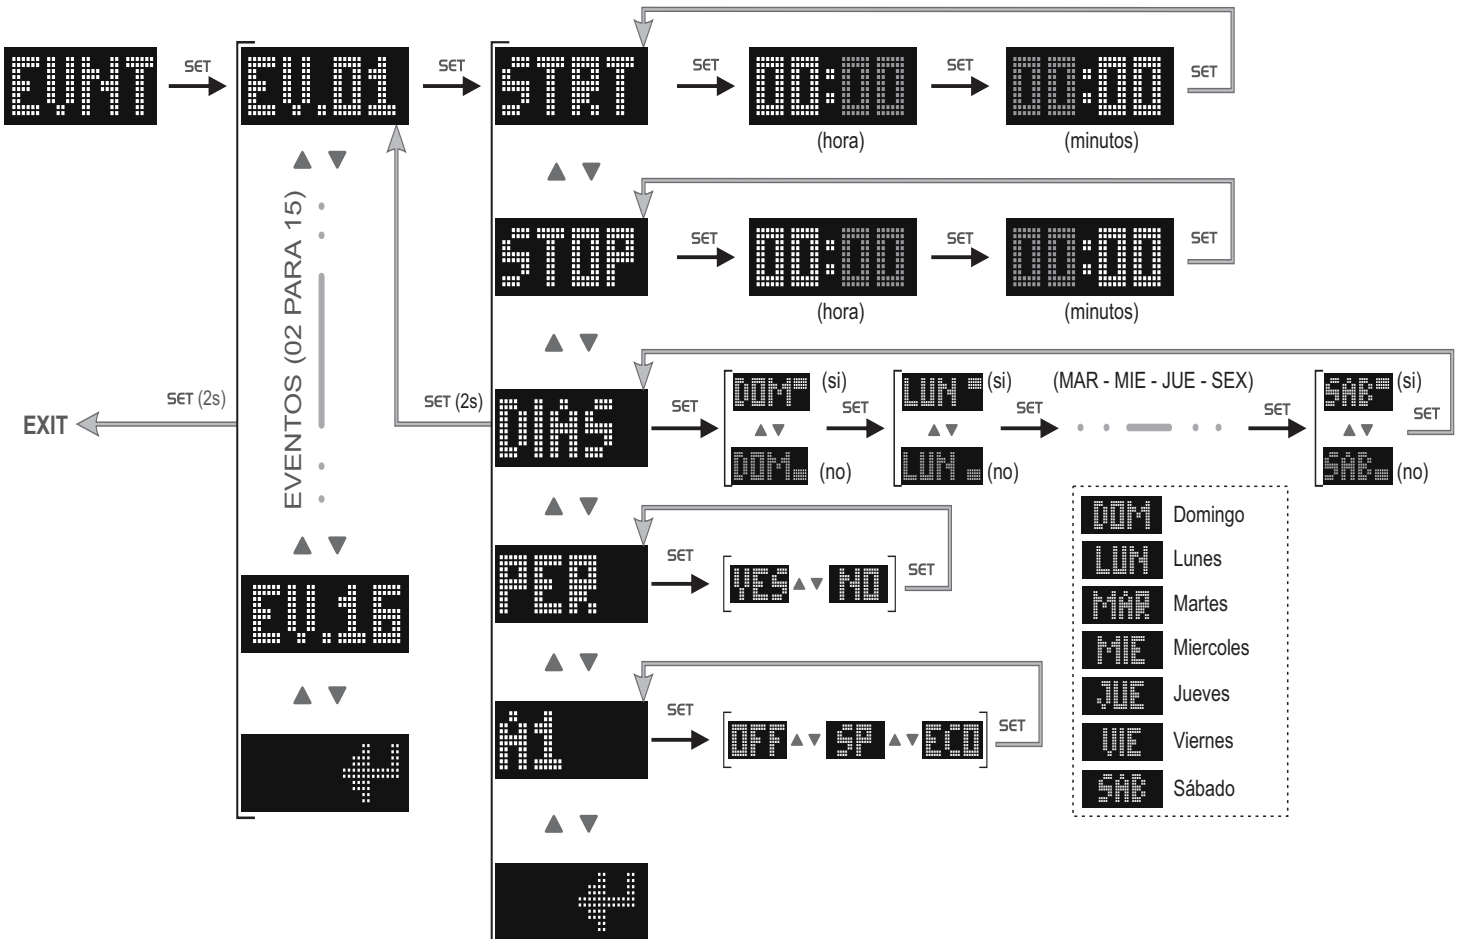 EVNT
SET
EV.01
SET
STRT
SET
00:00
(hora)
SET
00:00
(minutos)
SET
EVENTOS (02 PARA 15)
STOP
SET
00:00
(hora)
SET
00:00
(minutos)
SET
EXIT
SET (2s)
SET (2s)
DIAS
SET
DOM (si)
DOM (no)
SET
LUN (si)
LUN (no)
SET
(MAR - MIE - JUE - SEX)
SET
SAB (si)
SAB (no)
SET
EV.16
PER
SET
YES
NO
SET
A1
SET
OFF
SP
ECO
SET
DOM Domingo
LUN Lunes
MAR Martes
MIE Miercoles
JUE Jueves
VIE Viernes
SAB Sábado